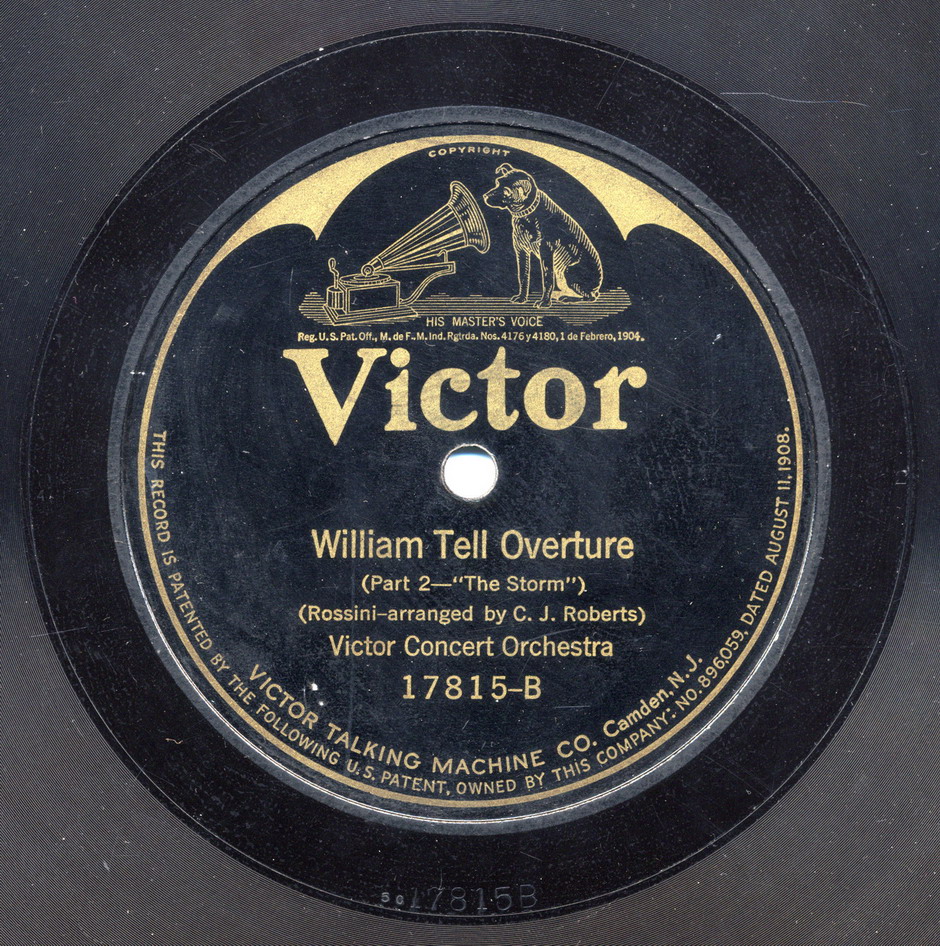 COPYRIGHT
HIS MASTER'S VOICE
Reg. U.S. Pat. Off., M. de F., M. Ind. Rgtrda. Nos. 4176 y 4180, 1 de Febrero, 1904.
Victor
William Tell Overture
(Part 2—"The Storm")
(Rossini–arranged by C. J. Roberts)
Victor Concert Orchestra
17815–B
VICTOR TALKING MACHINE CO. Camden, N.J.
THIS RECORD IS PATENTED BY THE FOLLOWING U.S. PATENT, OWNED BY THIS COMPANY: NO. 896,059, DATED AUGUST 11, 1908.
17815B